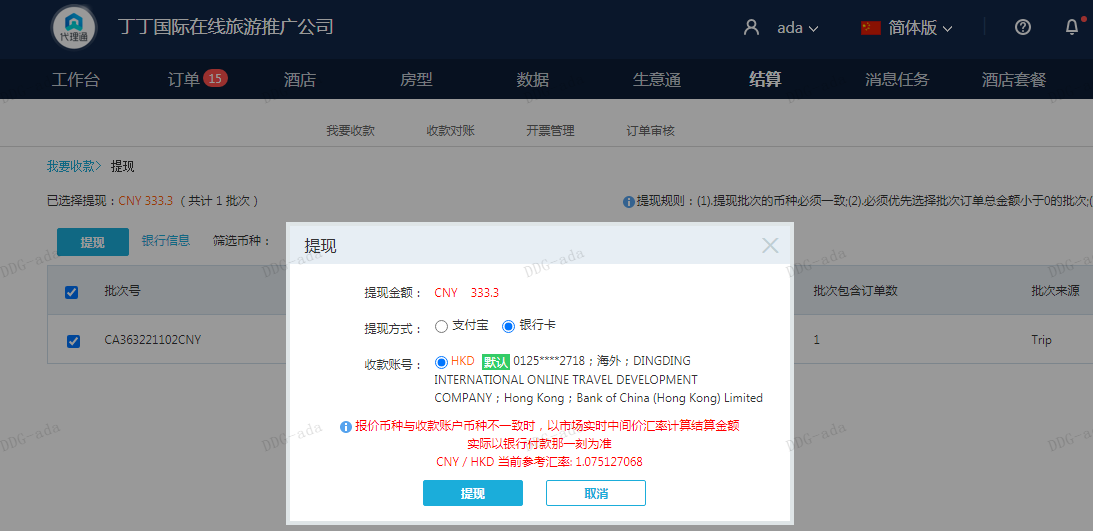 代理通
丁丁国际在线旅游推广公司
ada
简体版
工作台
订单 15
酒店
房型
数据
生意通
结算
消息任务
酒店套餐
我要收款
收款对账
开票管理
订单审核
我要收款> 提现
已选择提现：CNY 333.3 （ 共计 1 批次 ）
提现规则：(1).提现批次的币种必须一致;(2).必须优先选择批次订单总金额小于0的批次;(
提现
银行信息
筛选币种：
批次号
批次包含订单数
批次来源
CA363221102CNY
1
Trip
提现
提现金额： CNY 333.3
提现方式： 支付宝 银行卡
收款账号： HKD 默认 0125****2718；海外；DINGDING
INTERNATIONAL ONLINE TRAVEL DEVELOPMENT
COMPANY；Hong Kong；Bank of China (Hong Kong) Limited
报价币种与收款账户币种不一致时，以市场实时中间价汇率计算结算金额
实际以银行付款那一刻为准
CNY / HKD 当前参考汇率: 1.075127068
提现
取消
DDG-ada
DDG-ada
DDG-ada
DDG-ada
DDG-ada
DDG-ada
DDG-ada
DDG-ada
DDG-ada